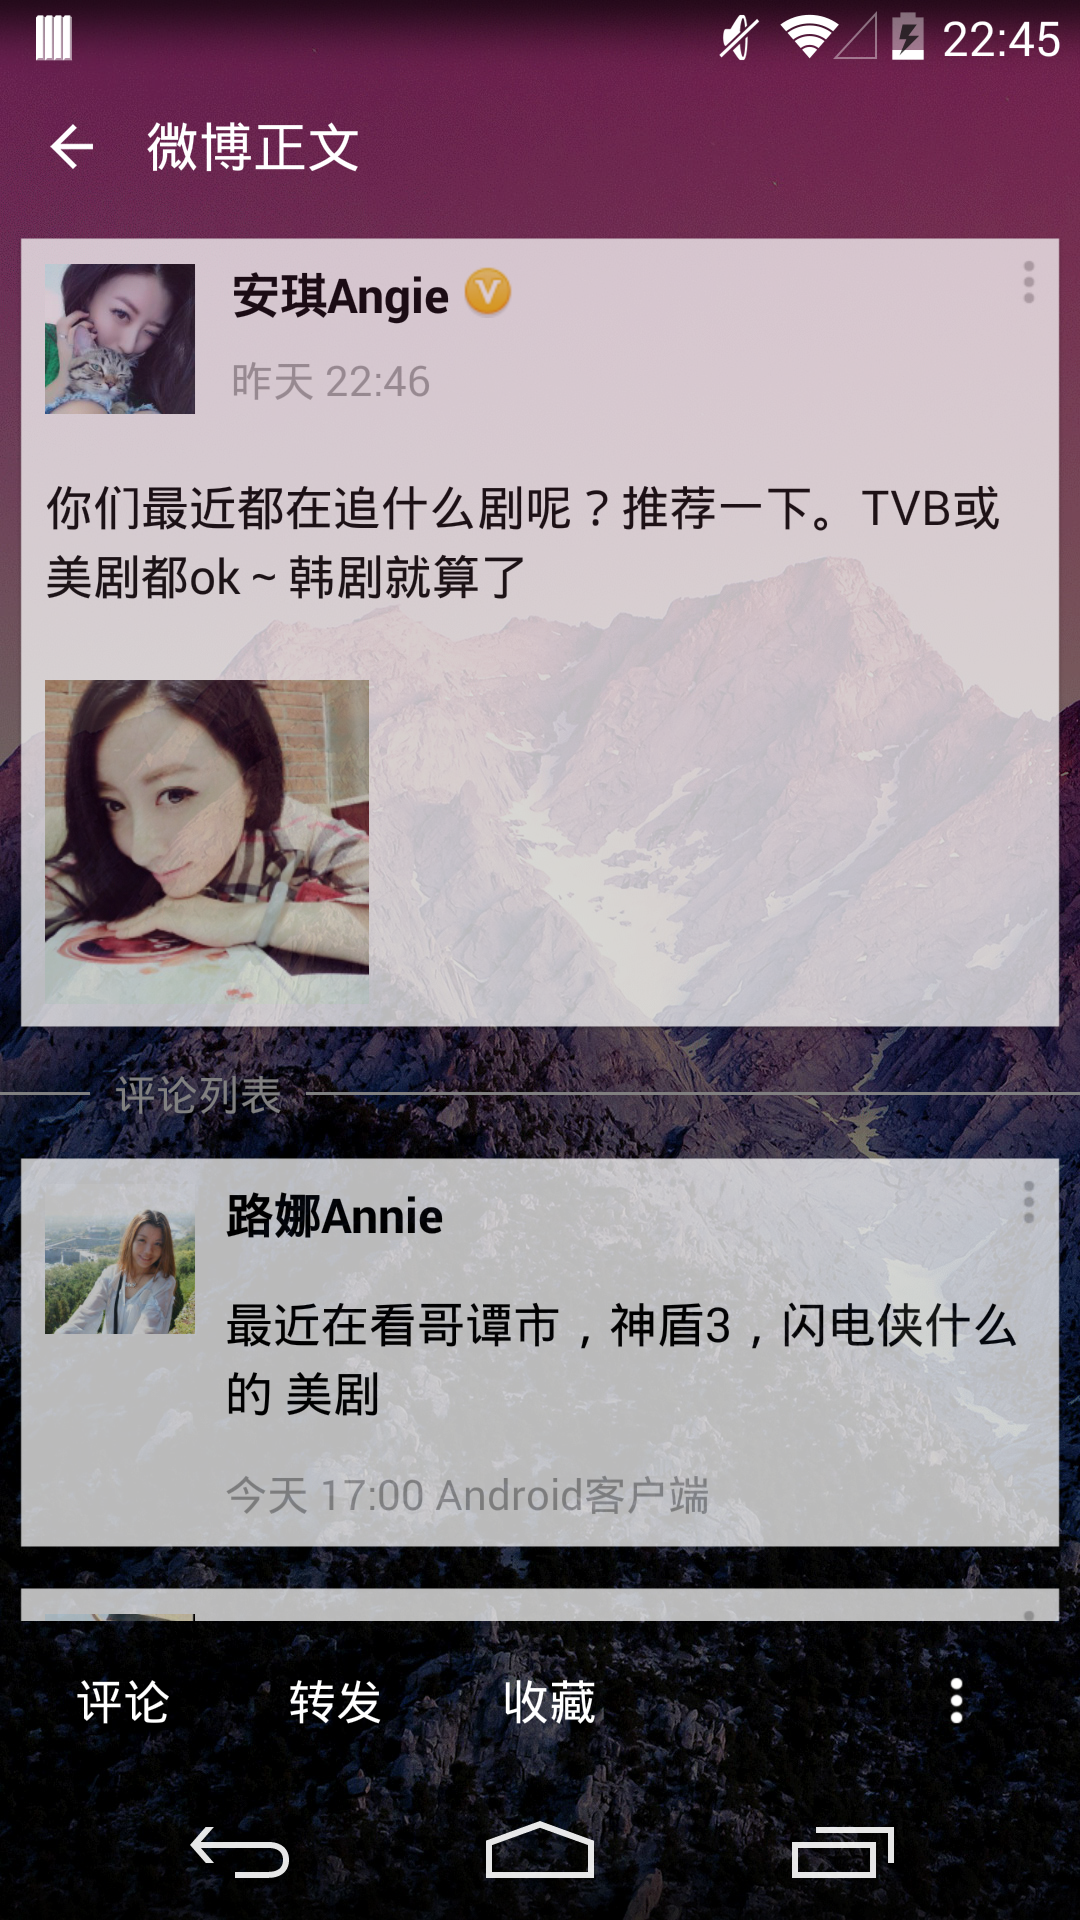 22:45
微博正文
安琪Angie
昨天 22:46
你们最近都在追什么剧呢？推荐一下。TVB或
美剧都ok~韩剧就算了
评论列表
路娜Annie
最近在看哥谭市，神盾3，闪电侠什么
的 美剧
今天 17:00 Android客户端
评论 转发 收藏